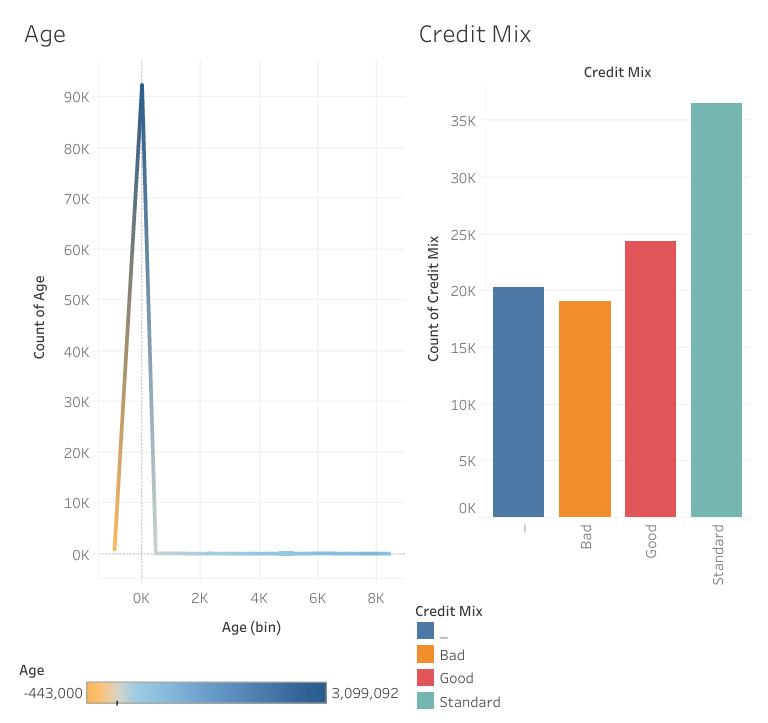 Age
Count of Age
90K
80K
70K
60K
50K
40K
30K
20K
10K
0K
0K 2K 4K 6K 8K
Age (bin)
Age
-443,000 3,099,092
Credit Mix
Credit Mix
Count of Credit Mix
35K
30K
25K
20K
15K
10K
5K
0K
_ Bad Good Standard
Credit Mix
_
Bad
Good
Standard